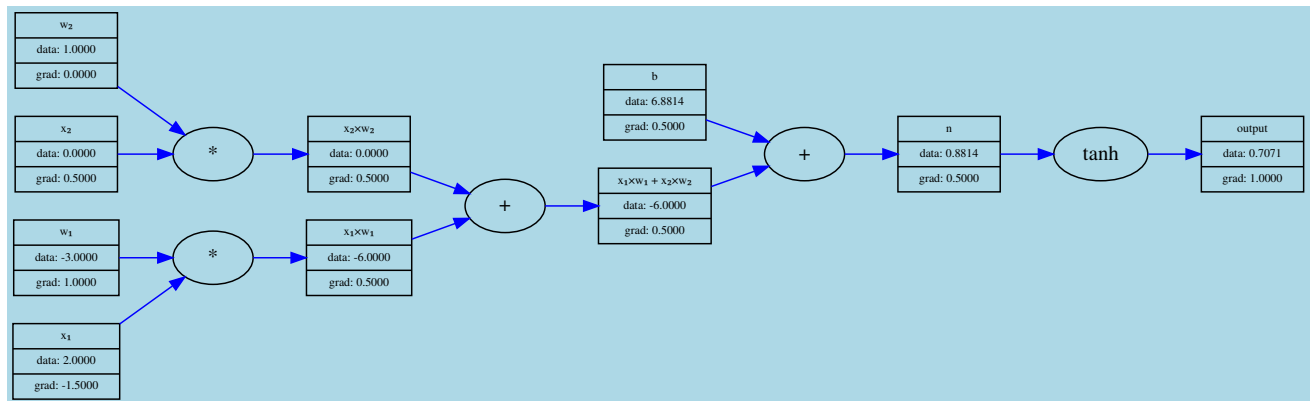 w₂
data: 1.0000
grad: 0.0000
x₂
data: 0.0000
grad: 0.5000
w₁
data: -3.0000
grad: 1.0000
x₁
data: 2.0000
grad: -1.5000
*
*
x₂×w₂
data: 0.0000
grad: 0.5000
x₁×w₁
data: -6.0000
grad: 0.5000
+
b
data: 6.8814
grad: 0.5000
x₁×w₁ + x₂×w₂
data: -6.0000
grad: 0.5000
+
n
data: 0.8814
grad: 0.5000
tanh
output
data: 0.7071
grad: 1.0000